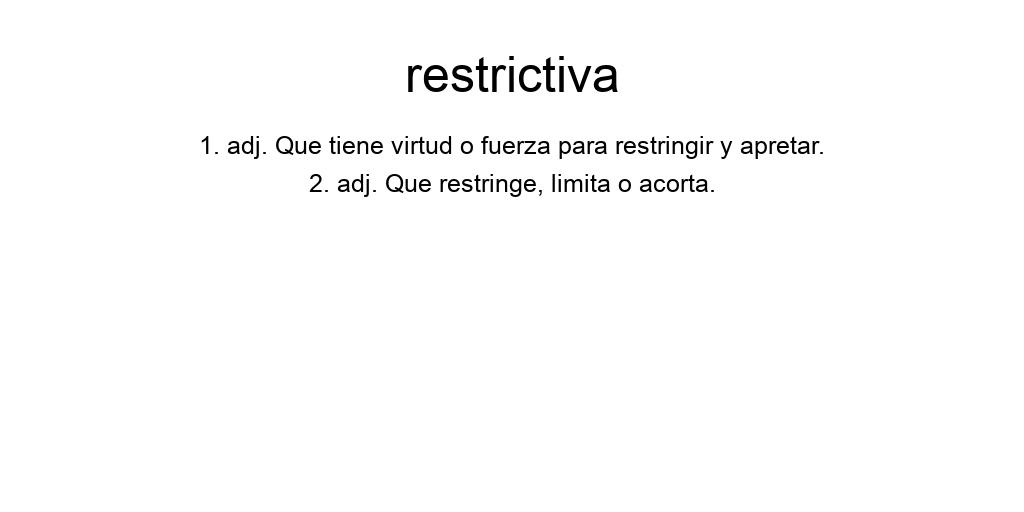 restrictiva
1. adj. Que tiene virtud o fuerza para restringir y apretar.
2. adj. Que restringe, limita o acorta.